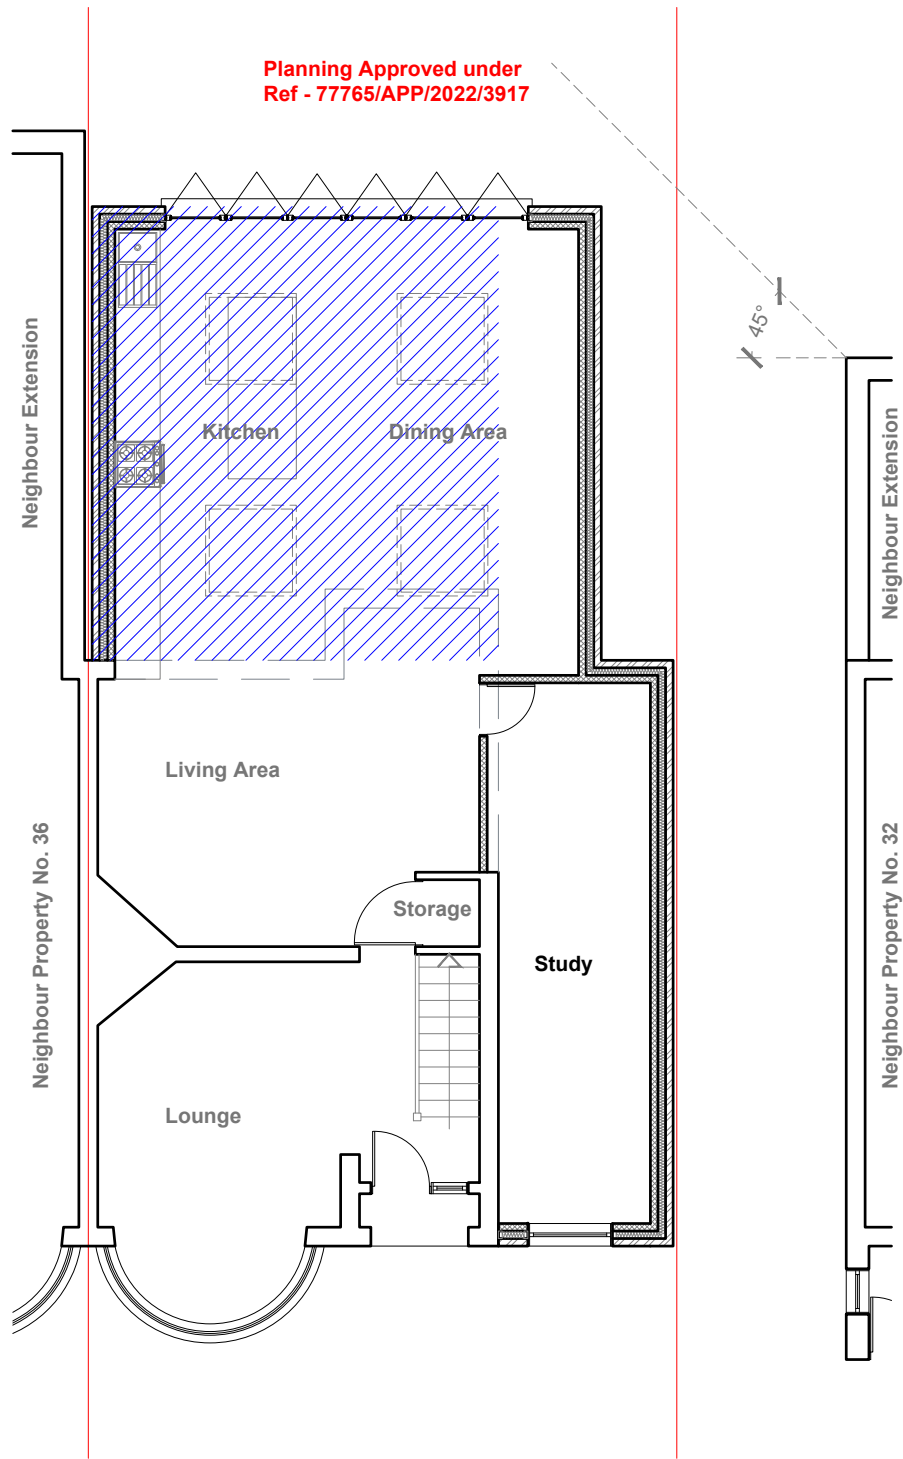 Planning Approved under
Ref - 77765/APP/2022/3917
45°
Neighbour Extension
Kitchen
Dining Area
Neighbour Extension
Living Area
Neighbour Property No. 36
Storage
Study
Neighbour Property No. 32
Lounge